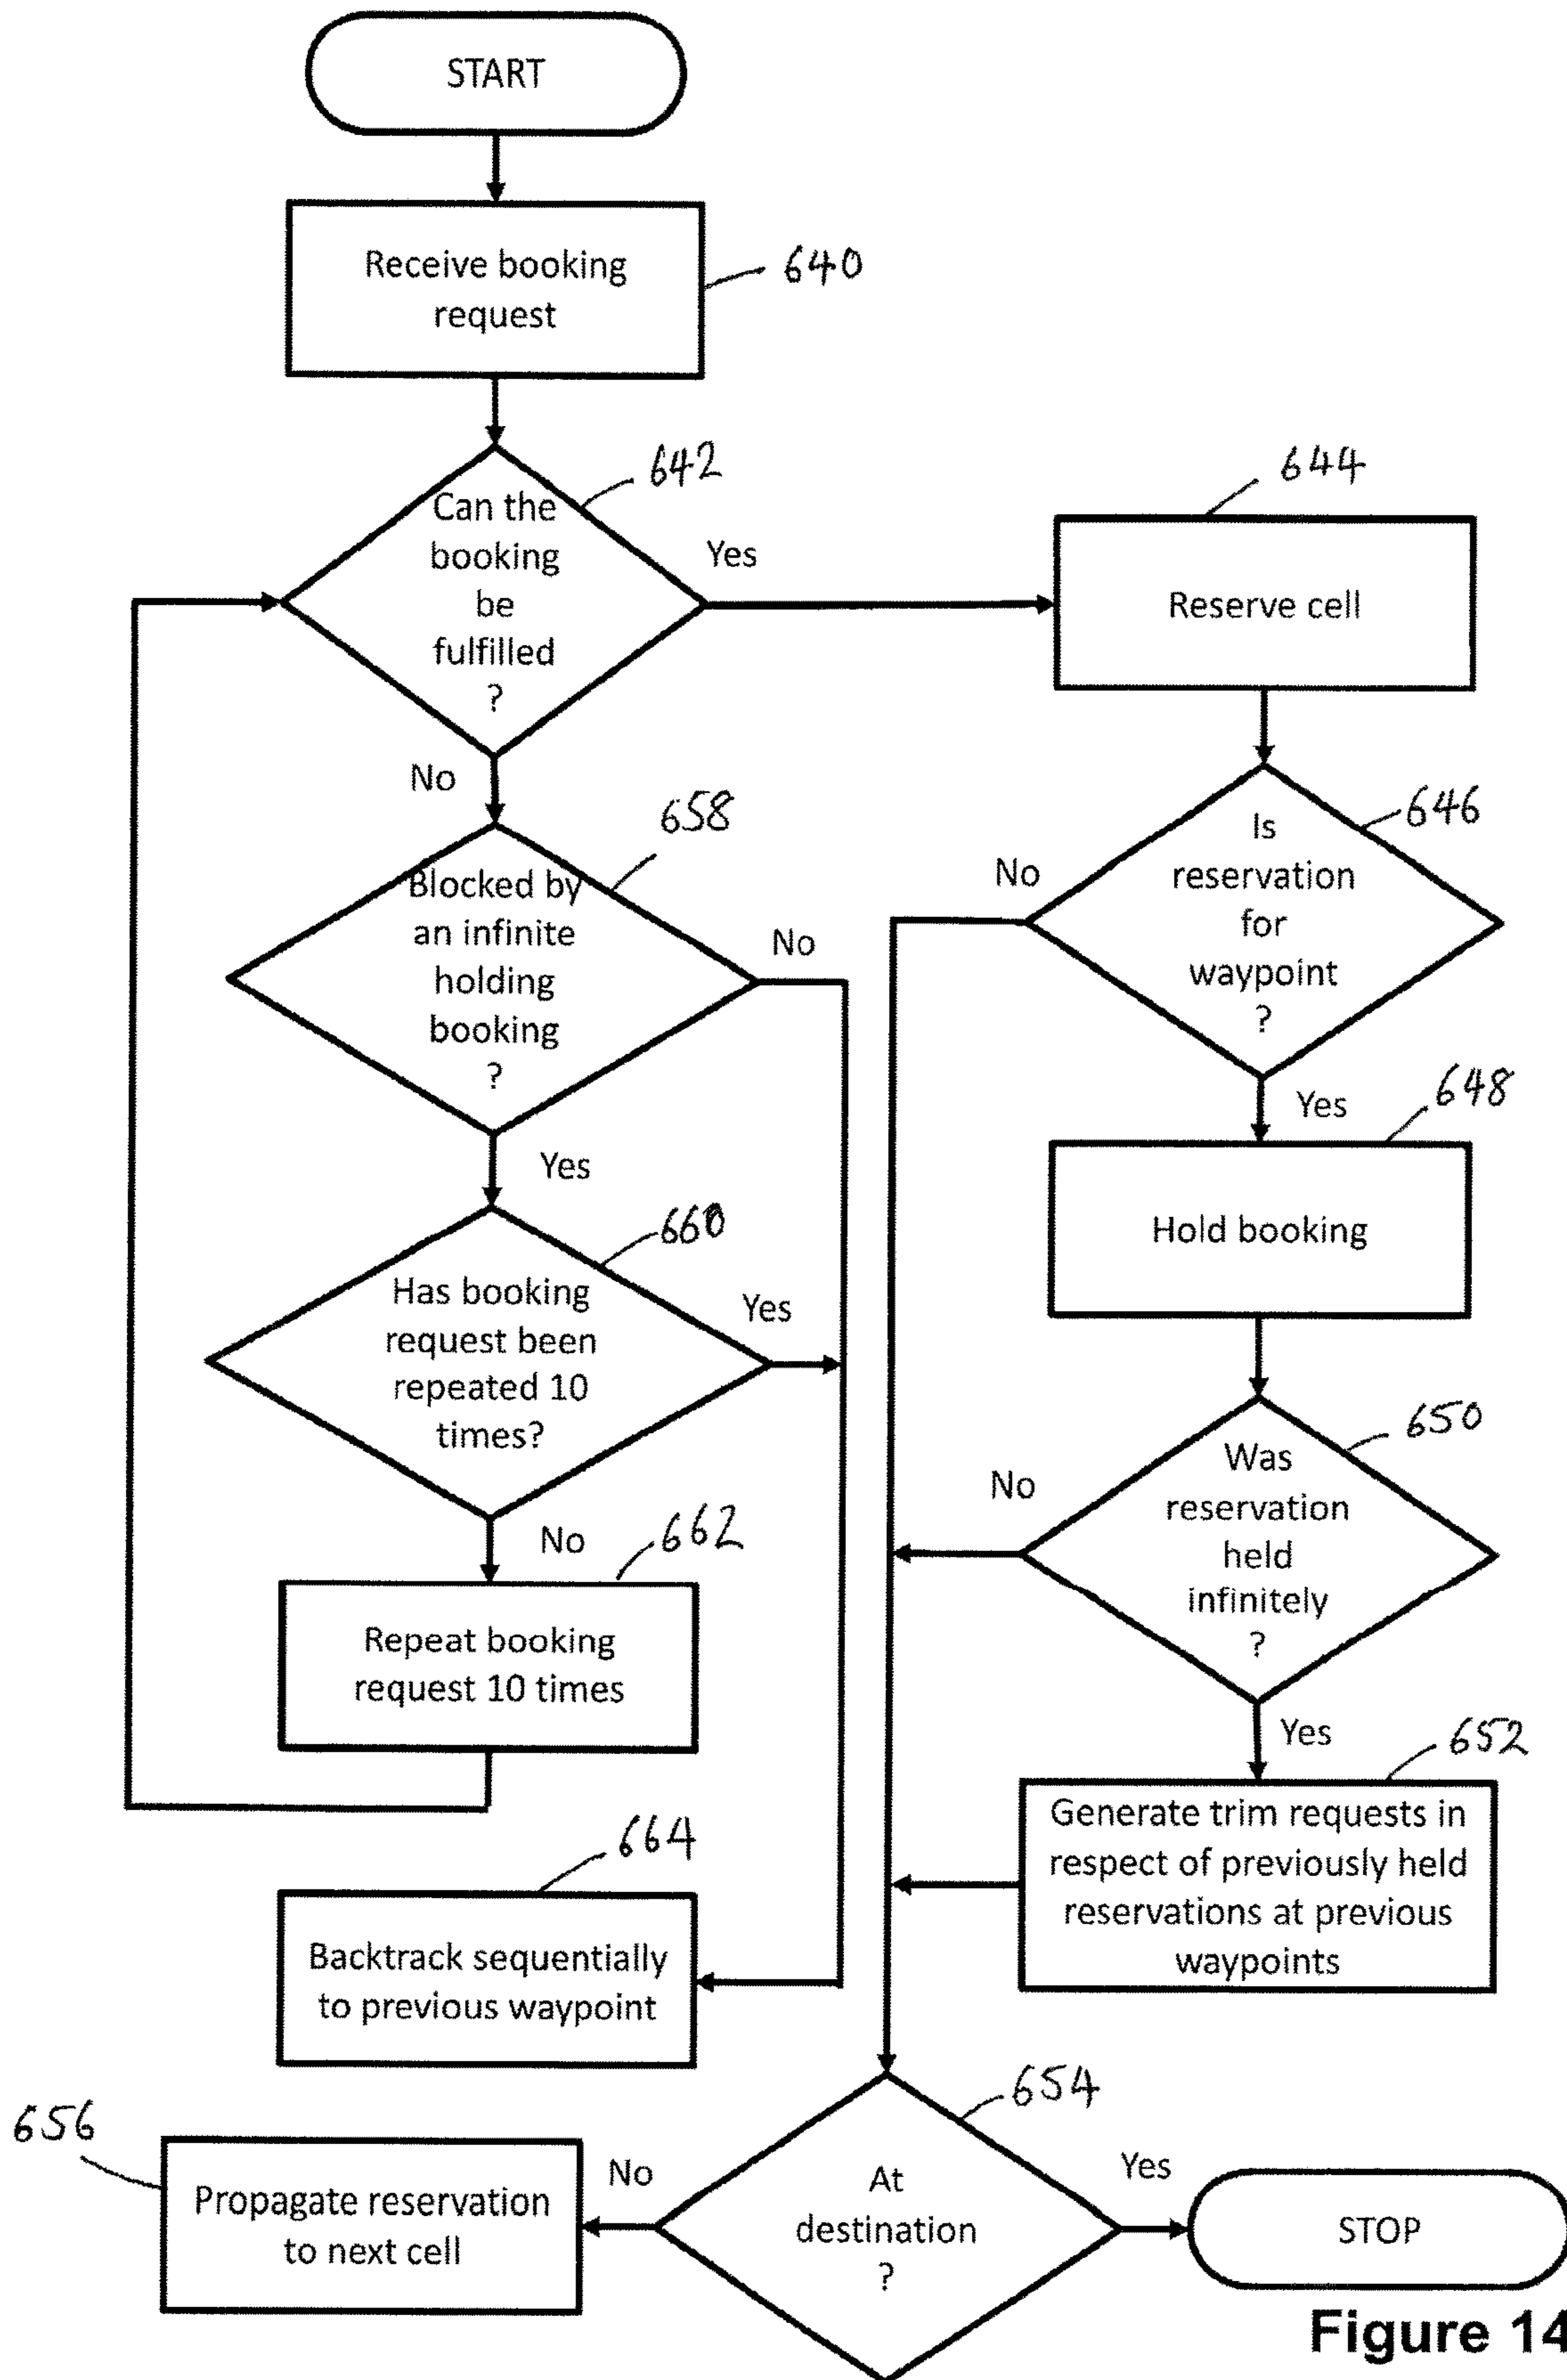 START
Receive booking
request
640
Can the
booking
be
fulfilled
?
642
Yes
644
Reserve cell
No
658
Blocked by
an infinite
holding
booking
?
No
646
Is
reservation
for
waypoint
?
No
Yes
648
Hold booking
Yes
660
Has booking
request been
repeated 10
times?
Yes
650
Was
reservation
held
infinitely
?
No
No
662
Repeat booking
request 10 times
Yes
652
Generate trim requests in
respect of previously held
reservations at previous
waypoints
664
Backtrack sequentially
to previous waypoint
654
At
destination
?
656
No
Propagate reservation
to next cell
Yes
STOP
Figure 14